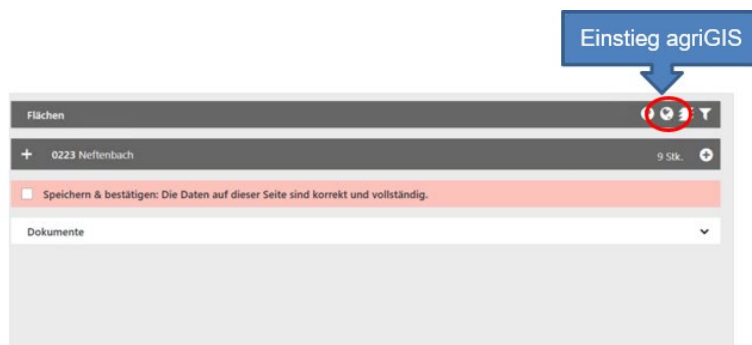 Einstieg agriGIS
Flächen
0223 Neftenbach
9 Stk.
Speichern & bestätigen: Die Daten auf dieser Seite sind korrekt und vollständig.
Dokumente